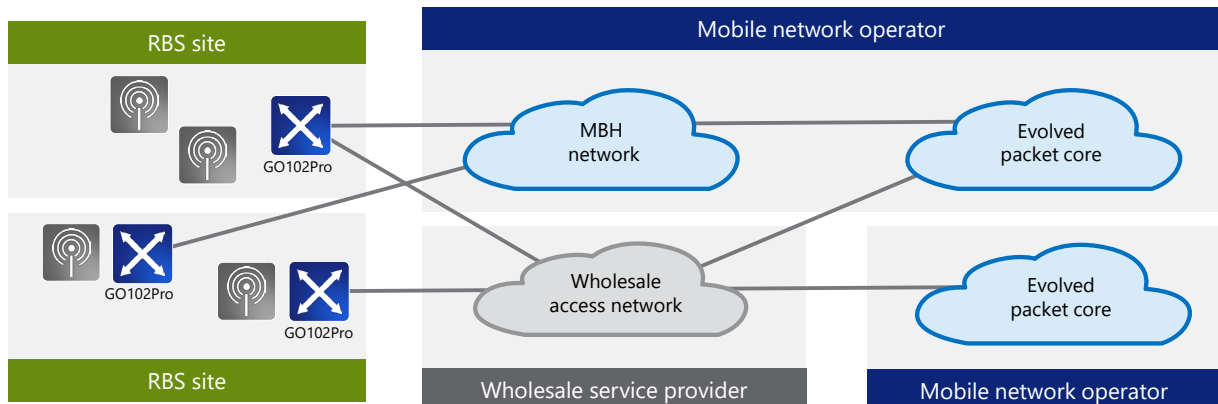 RBS site
Mobile network operator
GO102Pro
MBH
network
Evolved
packet core
GO102Pro
GO102Pro
Wholesale
access network
Evolved
packet core
RBS site
Wholesale service provider
Mobile network operator